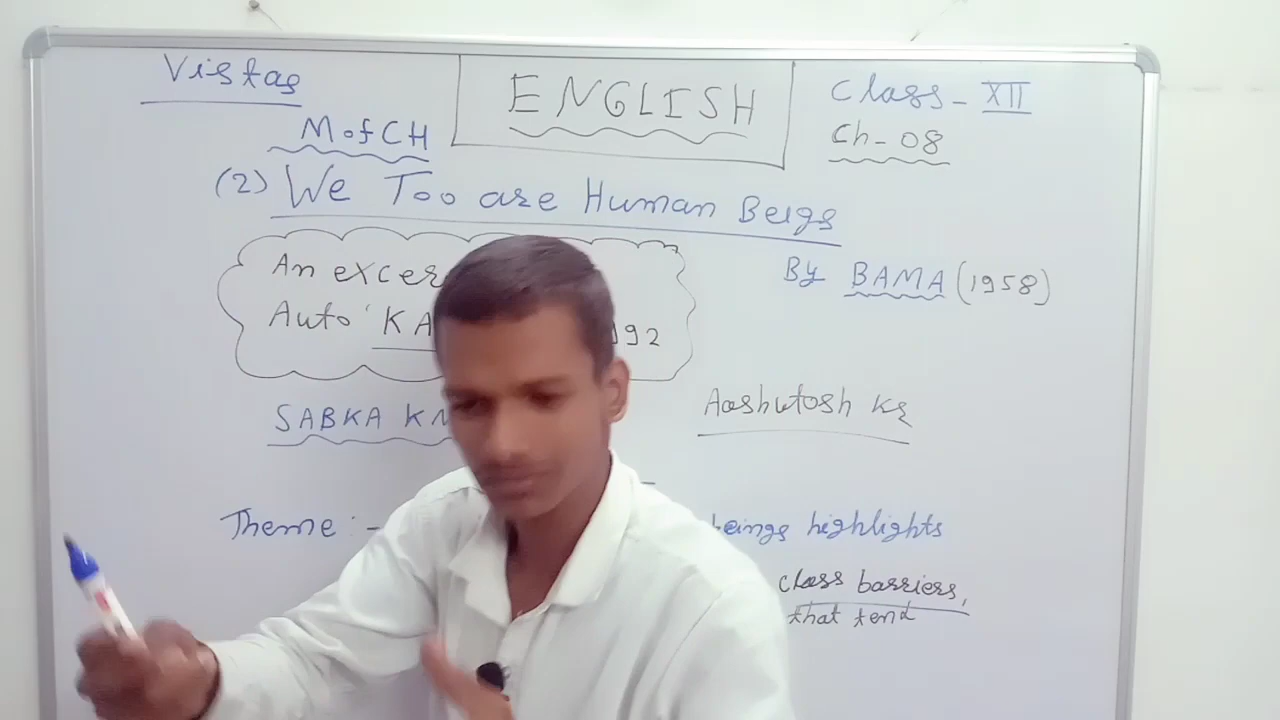 Vistas
ENGLISH
Class - XII
M of CH
Ch - 08
(2) We Too are Human Beigs
An excer
By BAMA (1958)
Auto 'KA 992
Aashutosh Kr
SABKA KN
Theme :- beings highlights
class barriers,
that tend